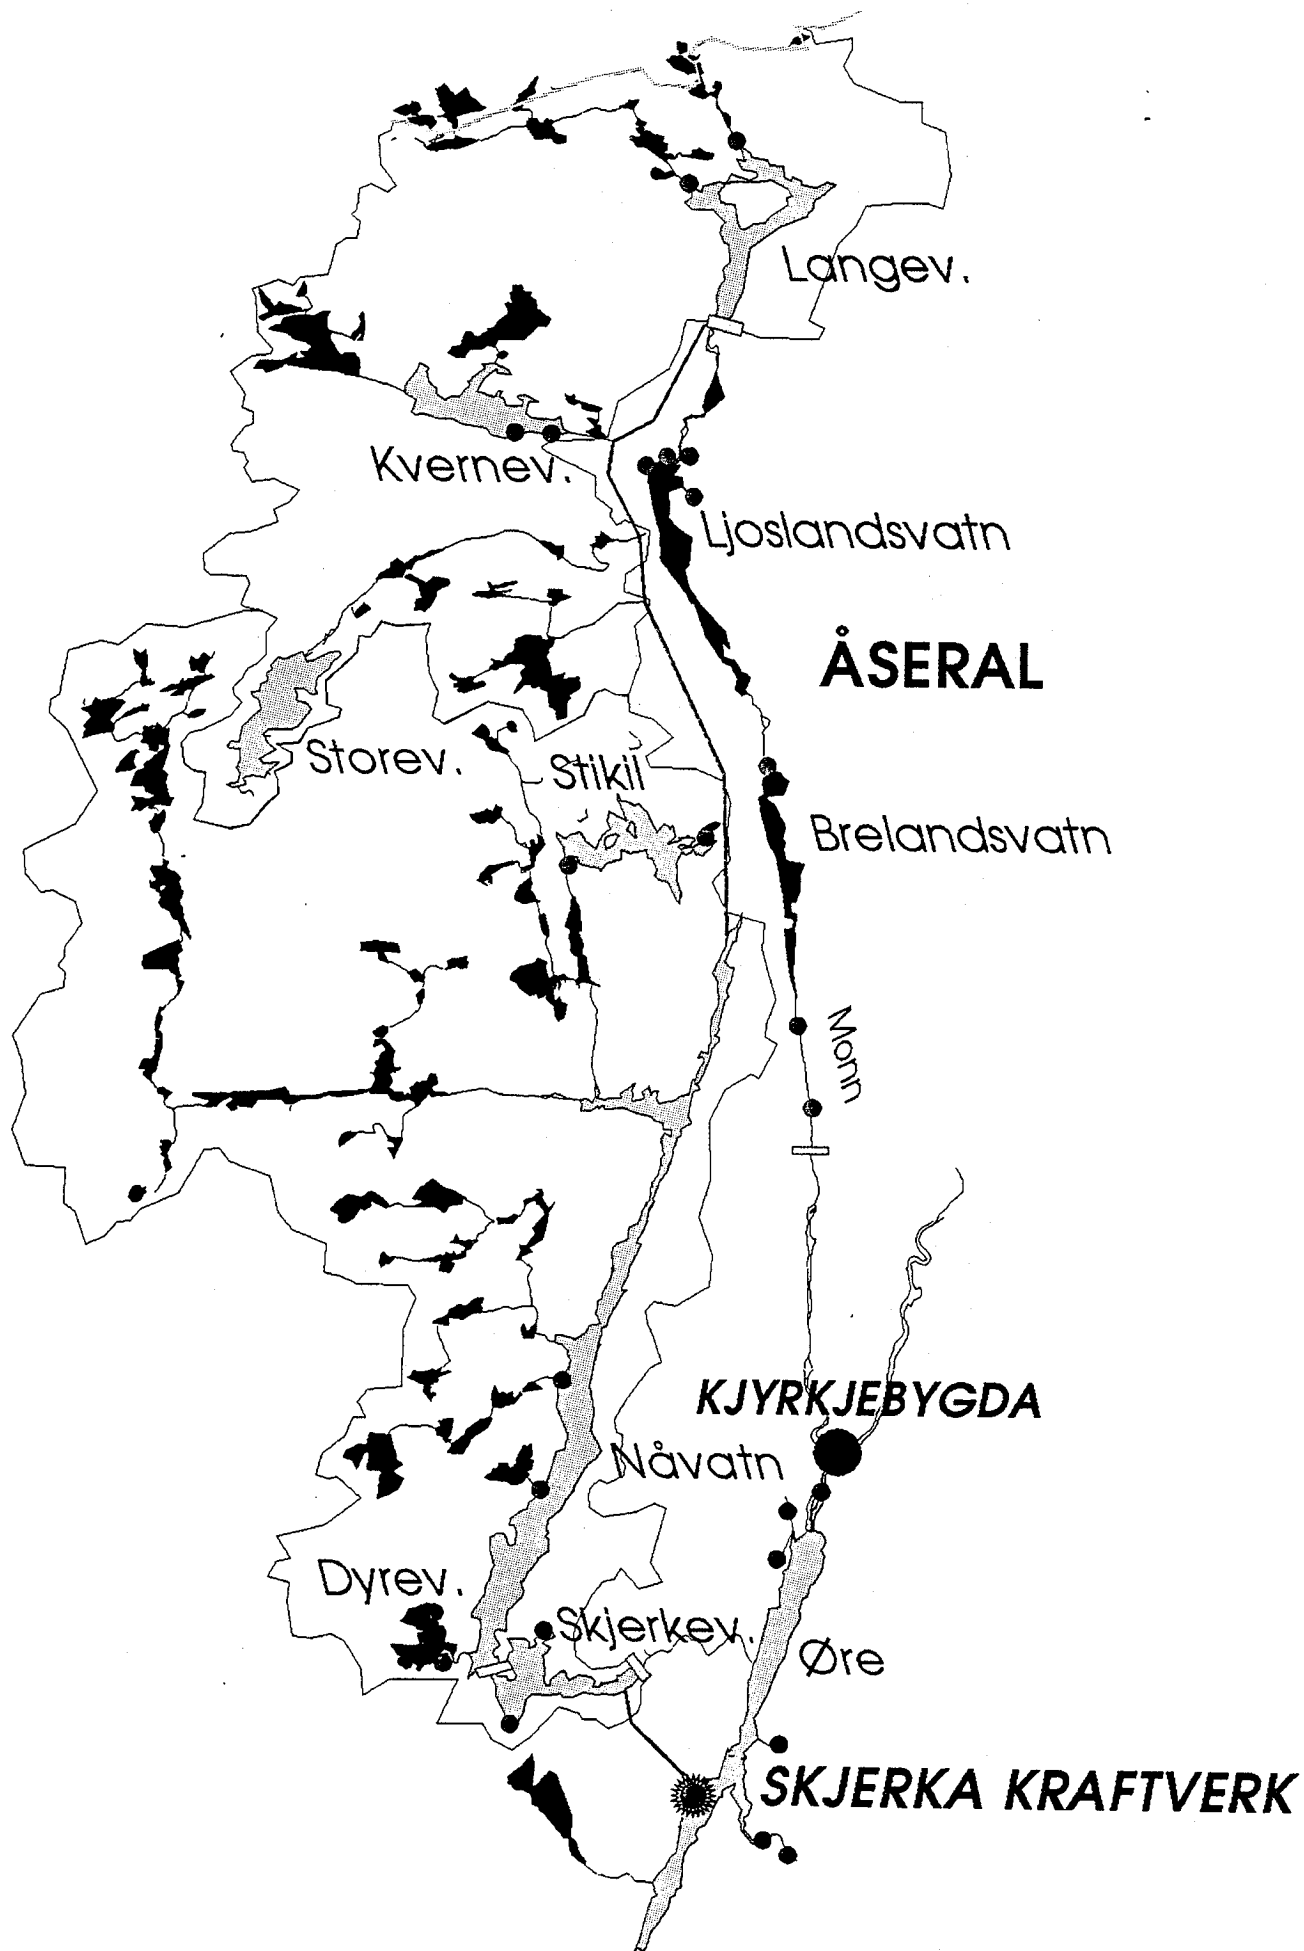 Langev.
Kvernev.
Ljoslandsvatn
ÅSERAL
Storev.
Stikil
Brelandsvatn
Monn
KJYRKJEBYGDA
Nåvatn
Dyrev.
Skjerkev.
Øre
SKJERKA KRAFTVERK